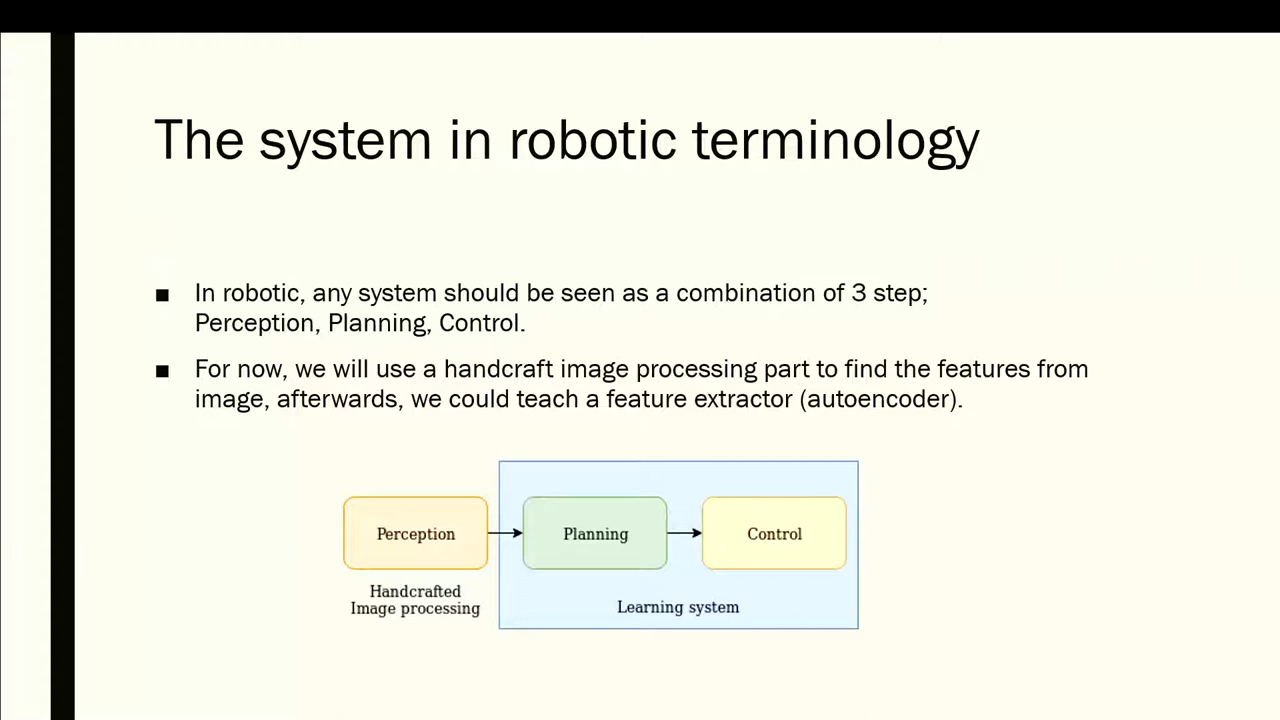 The system in robotic terminology
■ In robotic, any system should be seen as a combination of 3 step;
Perception, Planning, Control.
■ For now, we will use a handcraft image processing part to find the features from
image, afterwards, we could teach a feature extractor (autoencoder).
Perception
Planning
Control
Handcrafted
Image processing
Learning system